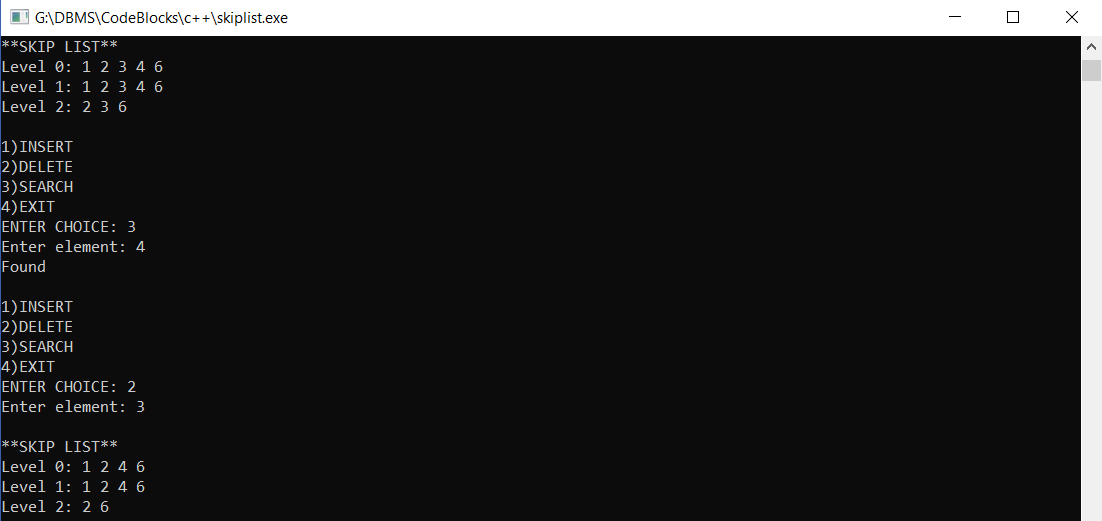 G:\DBMS\CodeBlocks\c++\skiplist.exe
**SKIP LIST**
Level 0: 1 2 3 4 6
Level 1: 1 2 3 4 6
Level 2: 2 3 6
1)INSERT
2)DELETE
3)SEARCH
4)EXIT
ENTER CHOICE: 3
Enter element: 4
Found
1)INSERT
2)DELETE
3)SEARCH
4)EXIT
ENTER CHOICE: 2
Enter element: 3
**SKIP LIST**
Level 0: 1 2 4 6
Level 1: 1 2 4 6
Level 2: 2 6